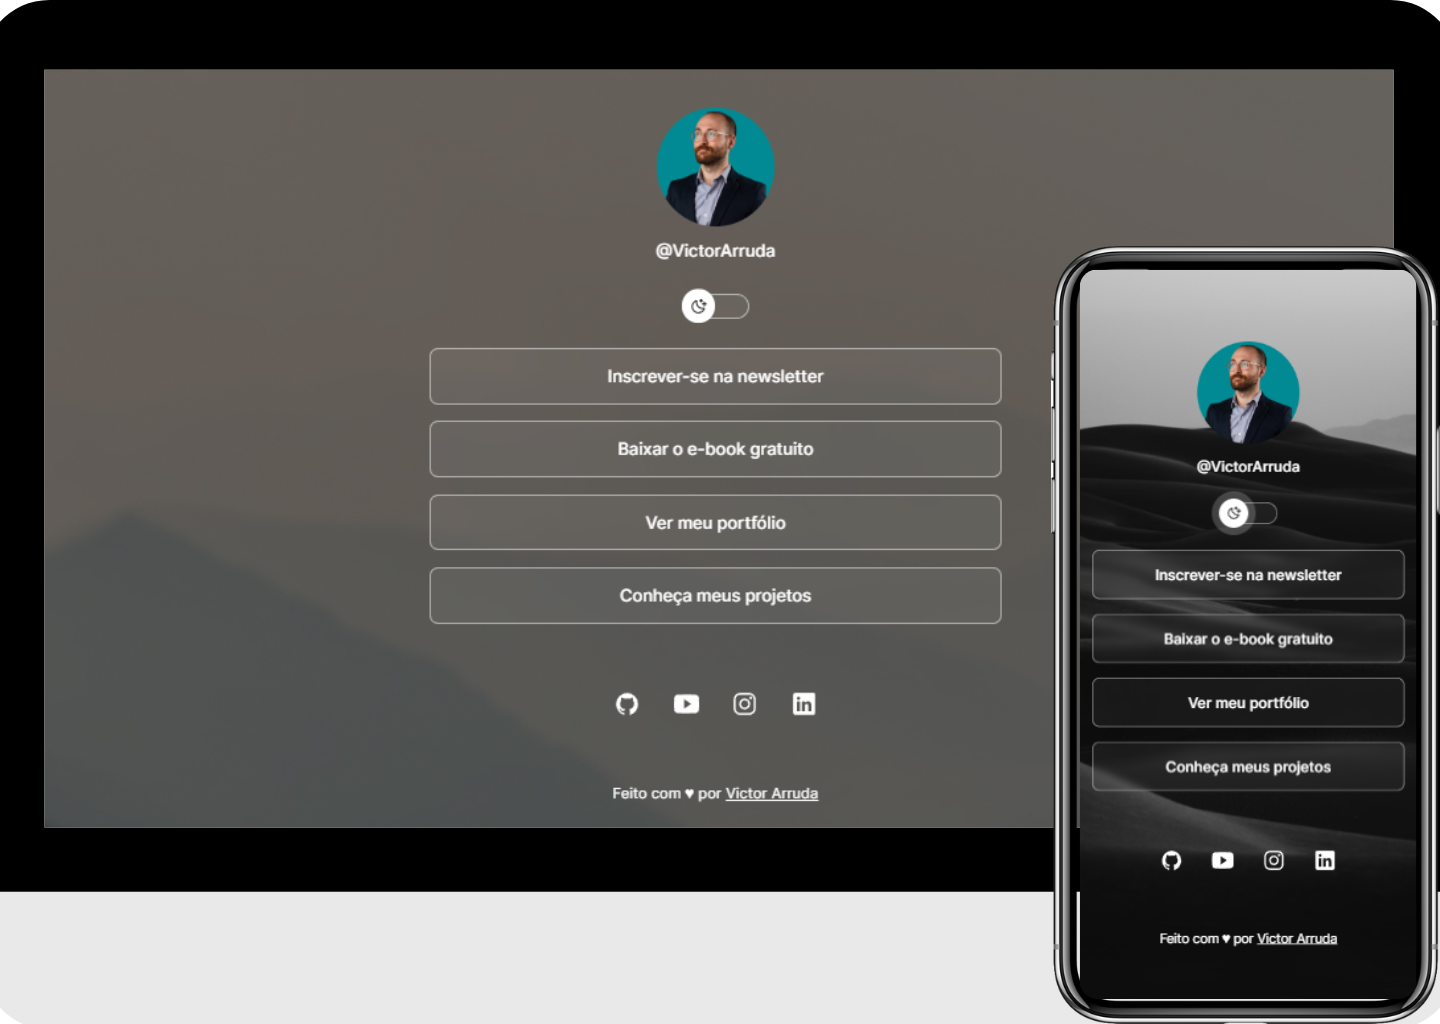 @VictorArruda
Inscrever-se na newsletter
Baixar o e-book gratuito
Ver meu portfólio
Conheça meus projetos
in
Feito com ♥ por Victor Arruda
@VictorArruda
Inscrever-se na newsletter
Baixar o e-book gratuito
Ver meu portfólio
Conheça meus projetos
in
Feito com ♥ por Victor Arruda